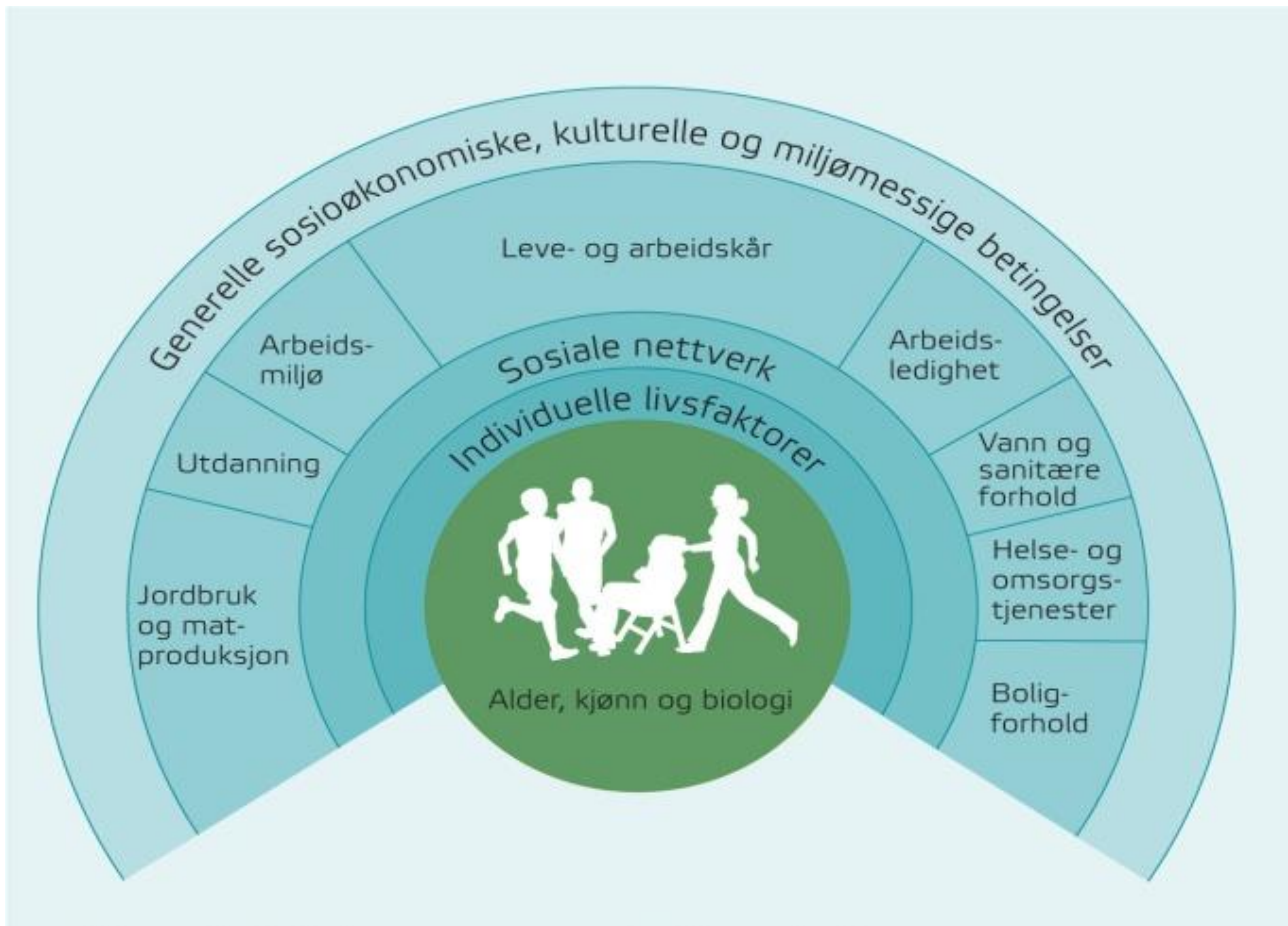 Generelle sosioøkonomiske, kulturelle og miljømessige betingelser
Leve- og arbeidskår
Arbeids-
miljø
Utdanning
Jordbruk
og mat-
produksjon
Arbeids-
ledighet
Vann og
sanitære
forhold
Helse- og
omsorgs-
tjenester
Bolig-
forhold
Sosiale nettverk
Individuelle livsfaktorer
Alder, kjønn og biologi